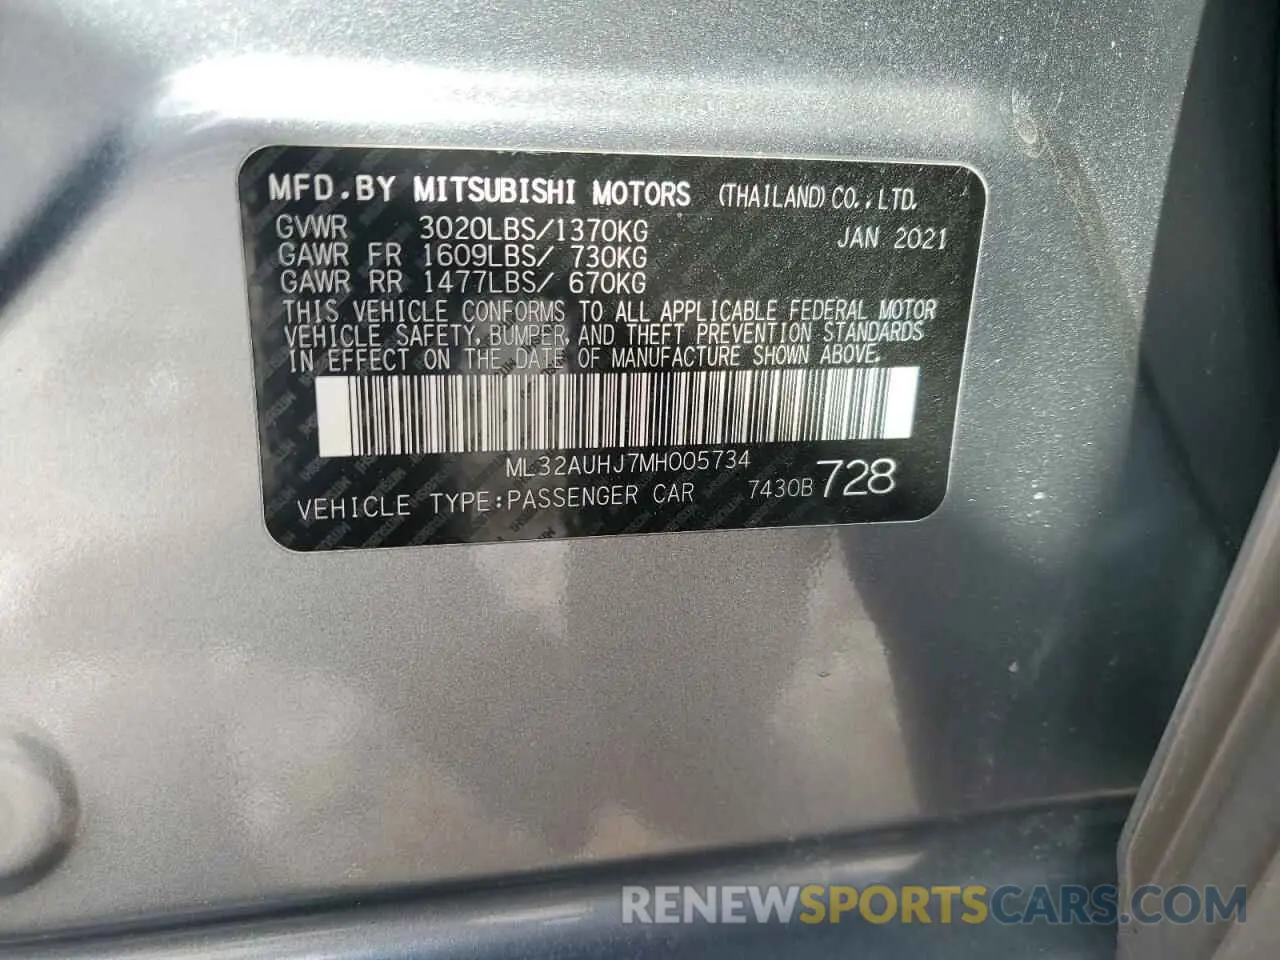 MFD.BY MITSUBISHI MOTORS (THAILAND) CO., LTD.
GVWR 3020LBS/1370KG JAN 2021
GAWR FR 1609LBS/ 730KG
GAWR RR 1477LBS/ 670KG
THIS VEHICLE CONFORMS TO ALL APPLICABLE FEDERAL MOTOR
VEHICLE SAFETY, BUMPER, AND THEFT PREVENTION STANDARDS
IN EFFECT ON THE DATE OF MANUFACTURE SHOWN ABOVE.
ML32AUHJ7MH005734
VEHICLE TYPE:PASSENGER CAR 7430B 728
RENEWSPORTSCARS.COM